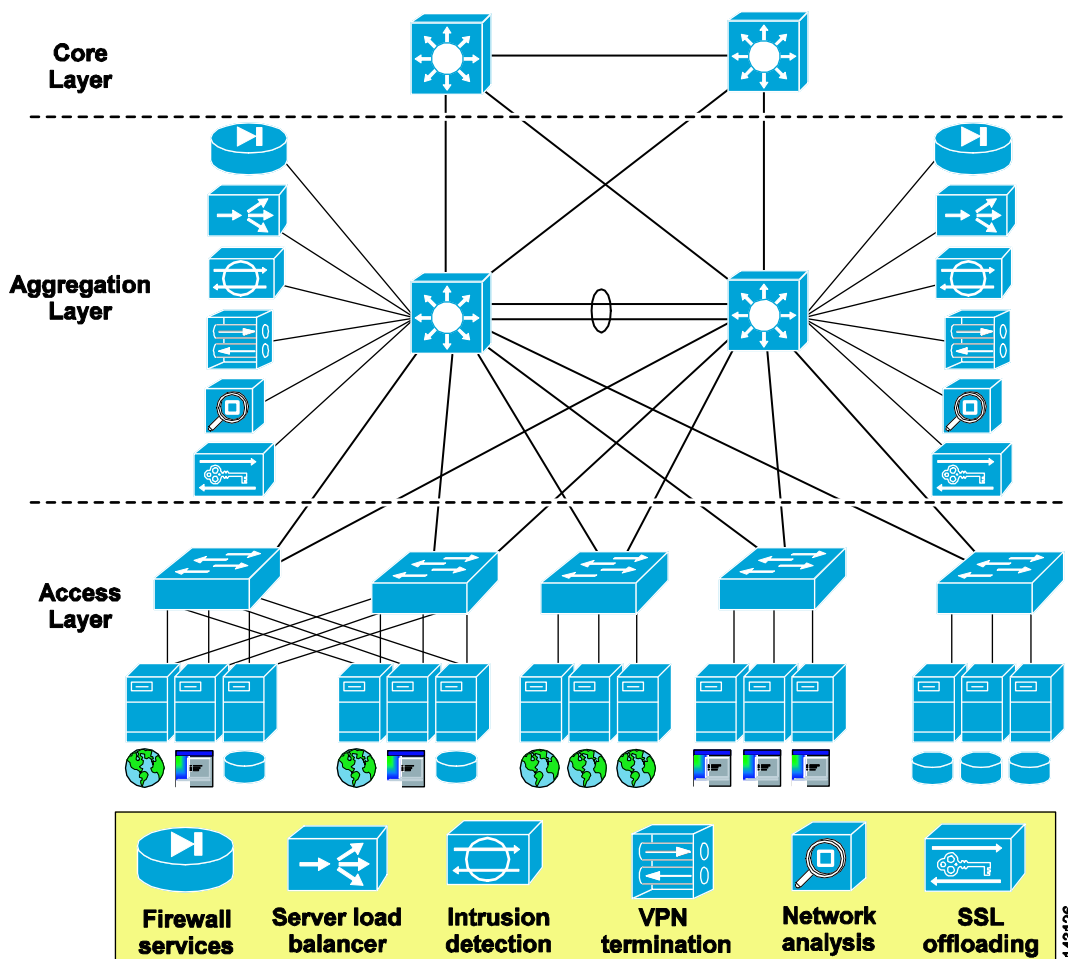 Core
Layer
Aggregation
Layer
Access
Layer
Firewall
services
Server load
balancer
Intrusion
detection
VPN
termination
Network
analysis
SSL
offloading